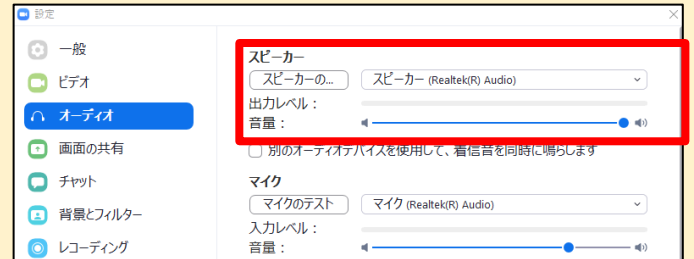 設定
一般
ビデオ
オーディオ
画面の共有
チャット
背景とフィルター
レコーディング
スピーカー
スピーカーの... スピーカー (Realtek(R) Audio)
出力レベル：
音量：
別のオーディオデバイスを使用して、着信音を同時に鳴らします
マイク
マイクのテスト マイク (Realtek(R) Audio)
入力レベル：
音量：